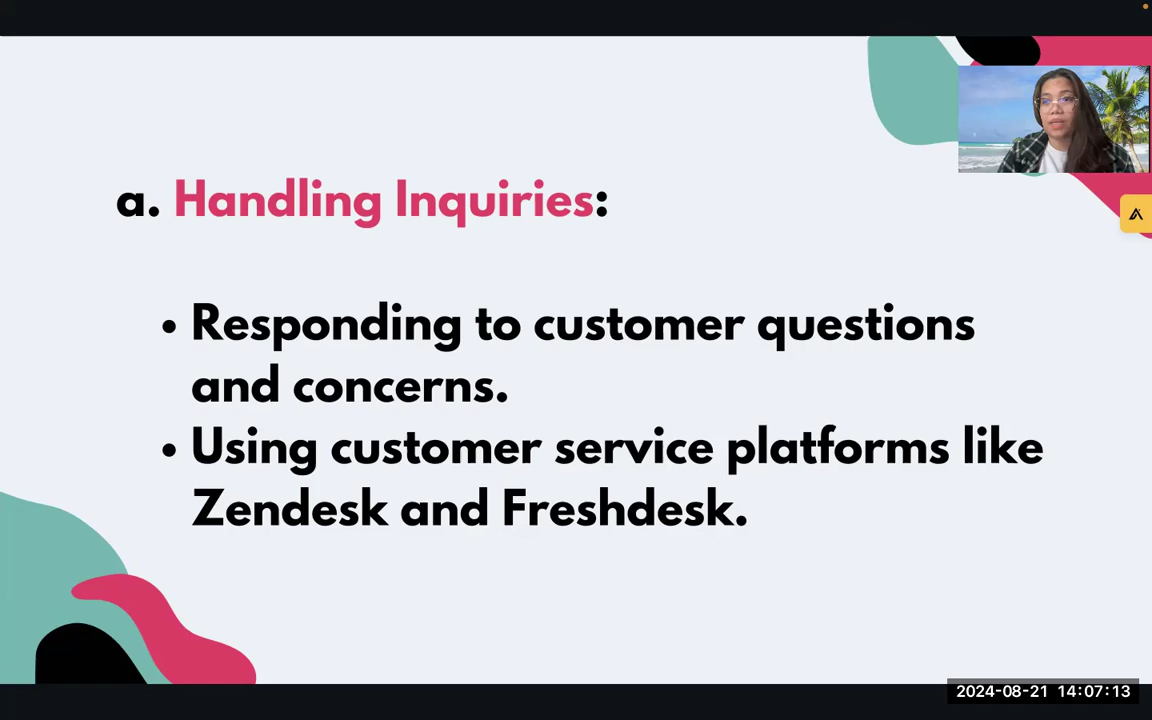 a. Handling Inquiries:
• Responding to customer questions
and concerns.
• Using customer service platforms like
Zendesk and Freshdesk.
2024-08-21 14:07:13